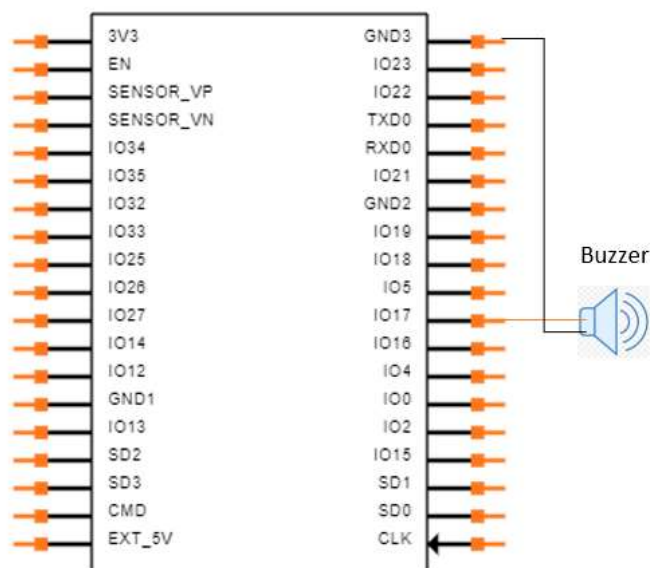 3V3 GND3
EN IO23
SENSOR_VP IO22
SENSOR_VN TXD0
IO34 RXD0
IO35 IO21
IO32 GND2
IO33 IO19
IO25 IO18
Buzzer
IO26 IO5
IO27 IO17
IO14 IO16
IO12 IO4
GND1 IO0
IO13 IO2
SD2 IO15
SD3 SD1
CMD SD0
EXT_5V CLK